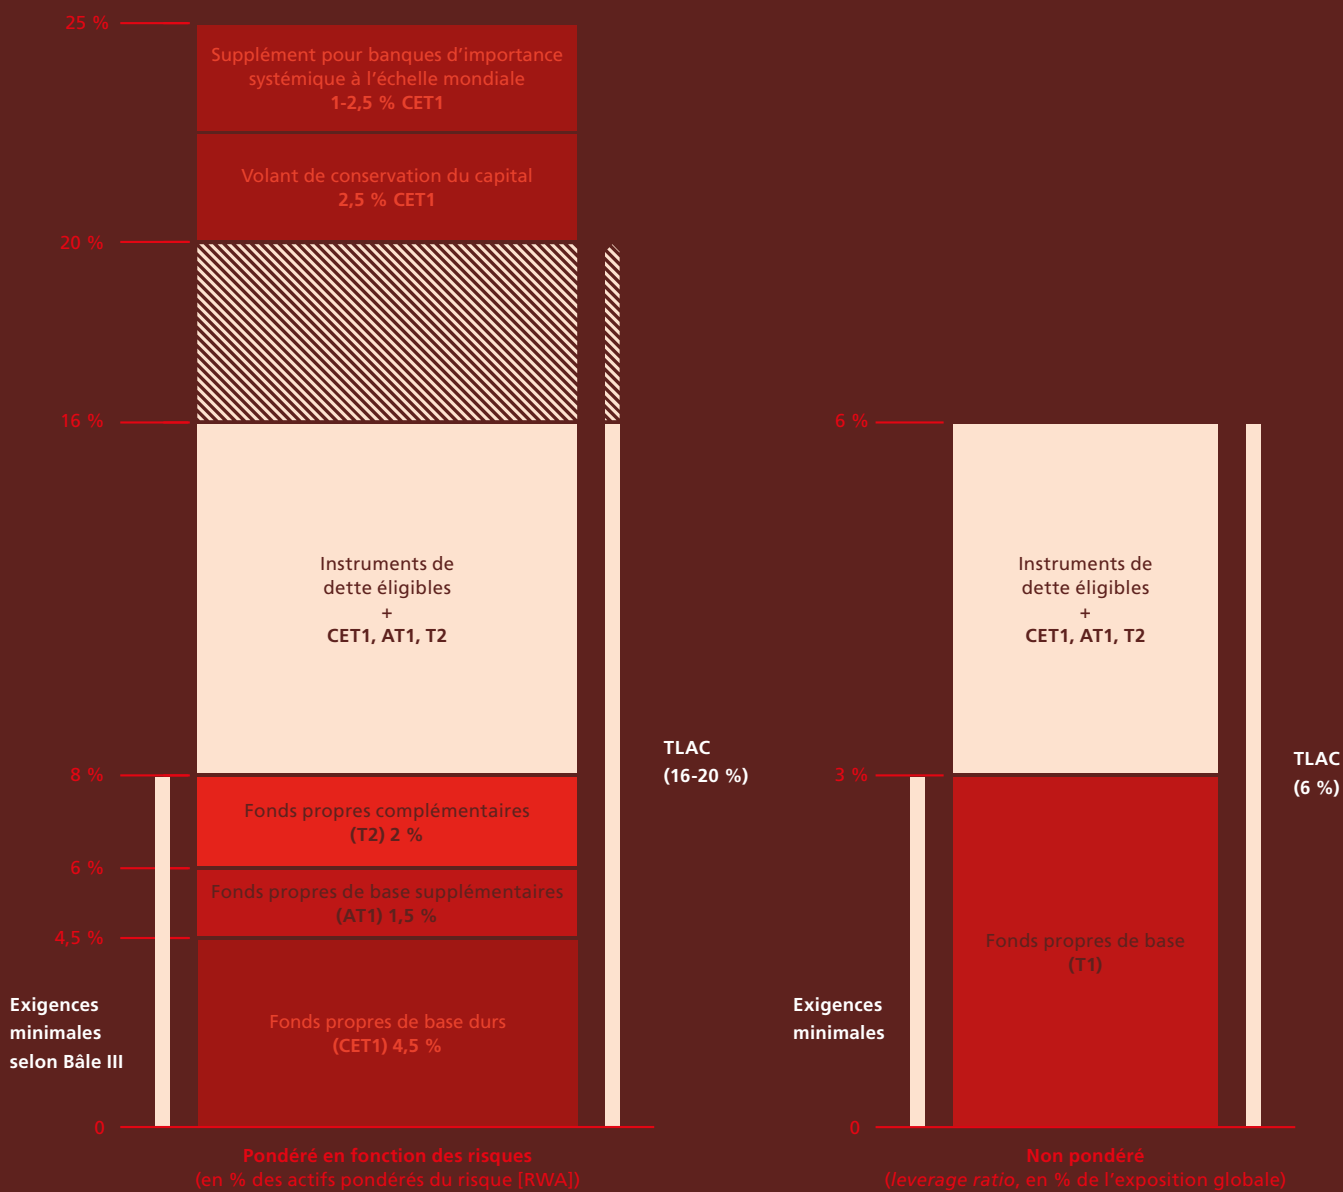 25 %
Supplément pour banques d’importance
systémique à l’échelle mondiale
1-2,5 % CET1
Volant de conservation du capital
2,5 % CET1
20 %
16 %
Instruments de
dette éligibles
+
CET1, AT1, T2
TLAC
(16-20 %)
8 %
Fonds propres complémentaires
(T2) 2 %
6 %
Fonds propres de base supplémentaires
(AT1) 1,5 %
4,5 %
Exigences
minimales
selon Bâle III
Fonds propres de base durs
(CET1) 4,5 %
0
Pondéré en fonction des risques
(en % des actifs pondérés du risque [RWA])
6 %
Instruments de
dette éligibles
+
CET1, AT1, T2
TLAC
(6 %)
3 %
Fonds propres de base
(T1)
Exigences
minimales
0
Non pondéré
(leverage ratio, en % de l’exposition globale)